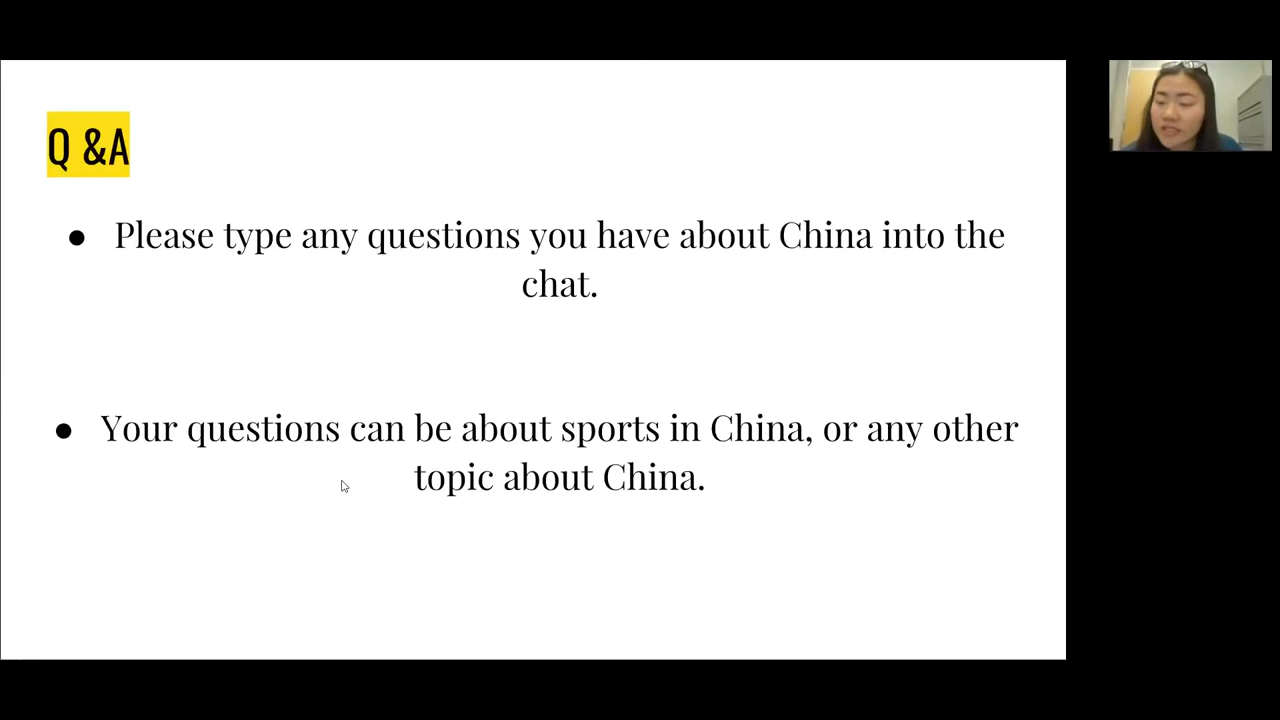 Q &A
● Please type any questions you have about China into the
chat.
● Your questions can be about sports in China, or any other
topic about China.